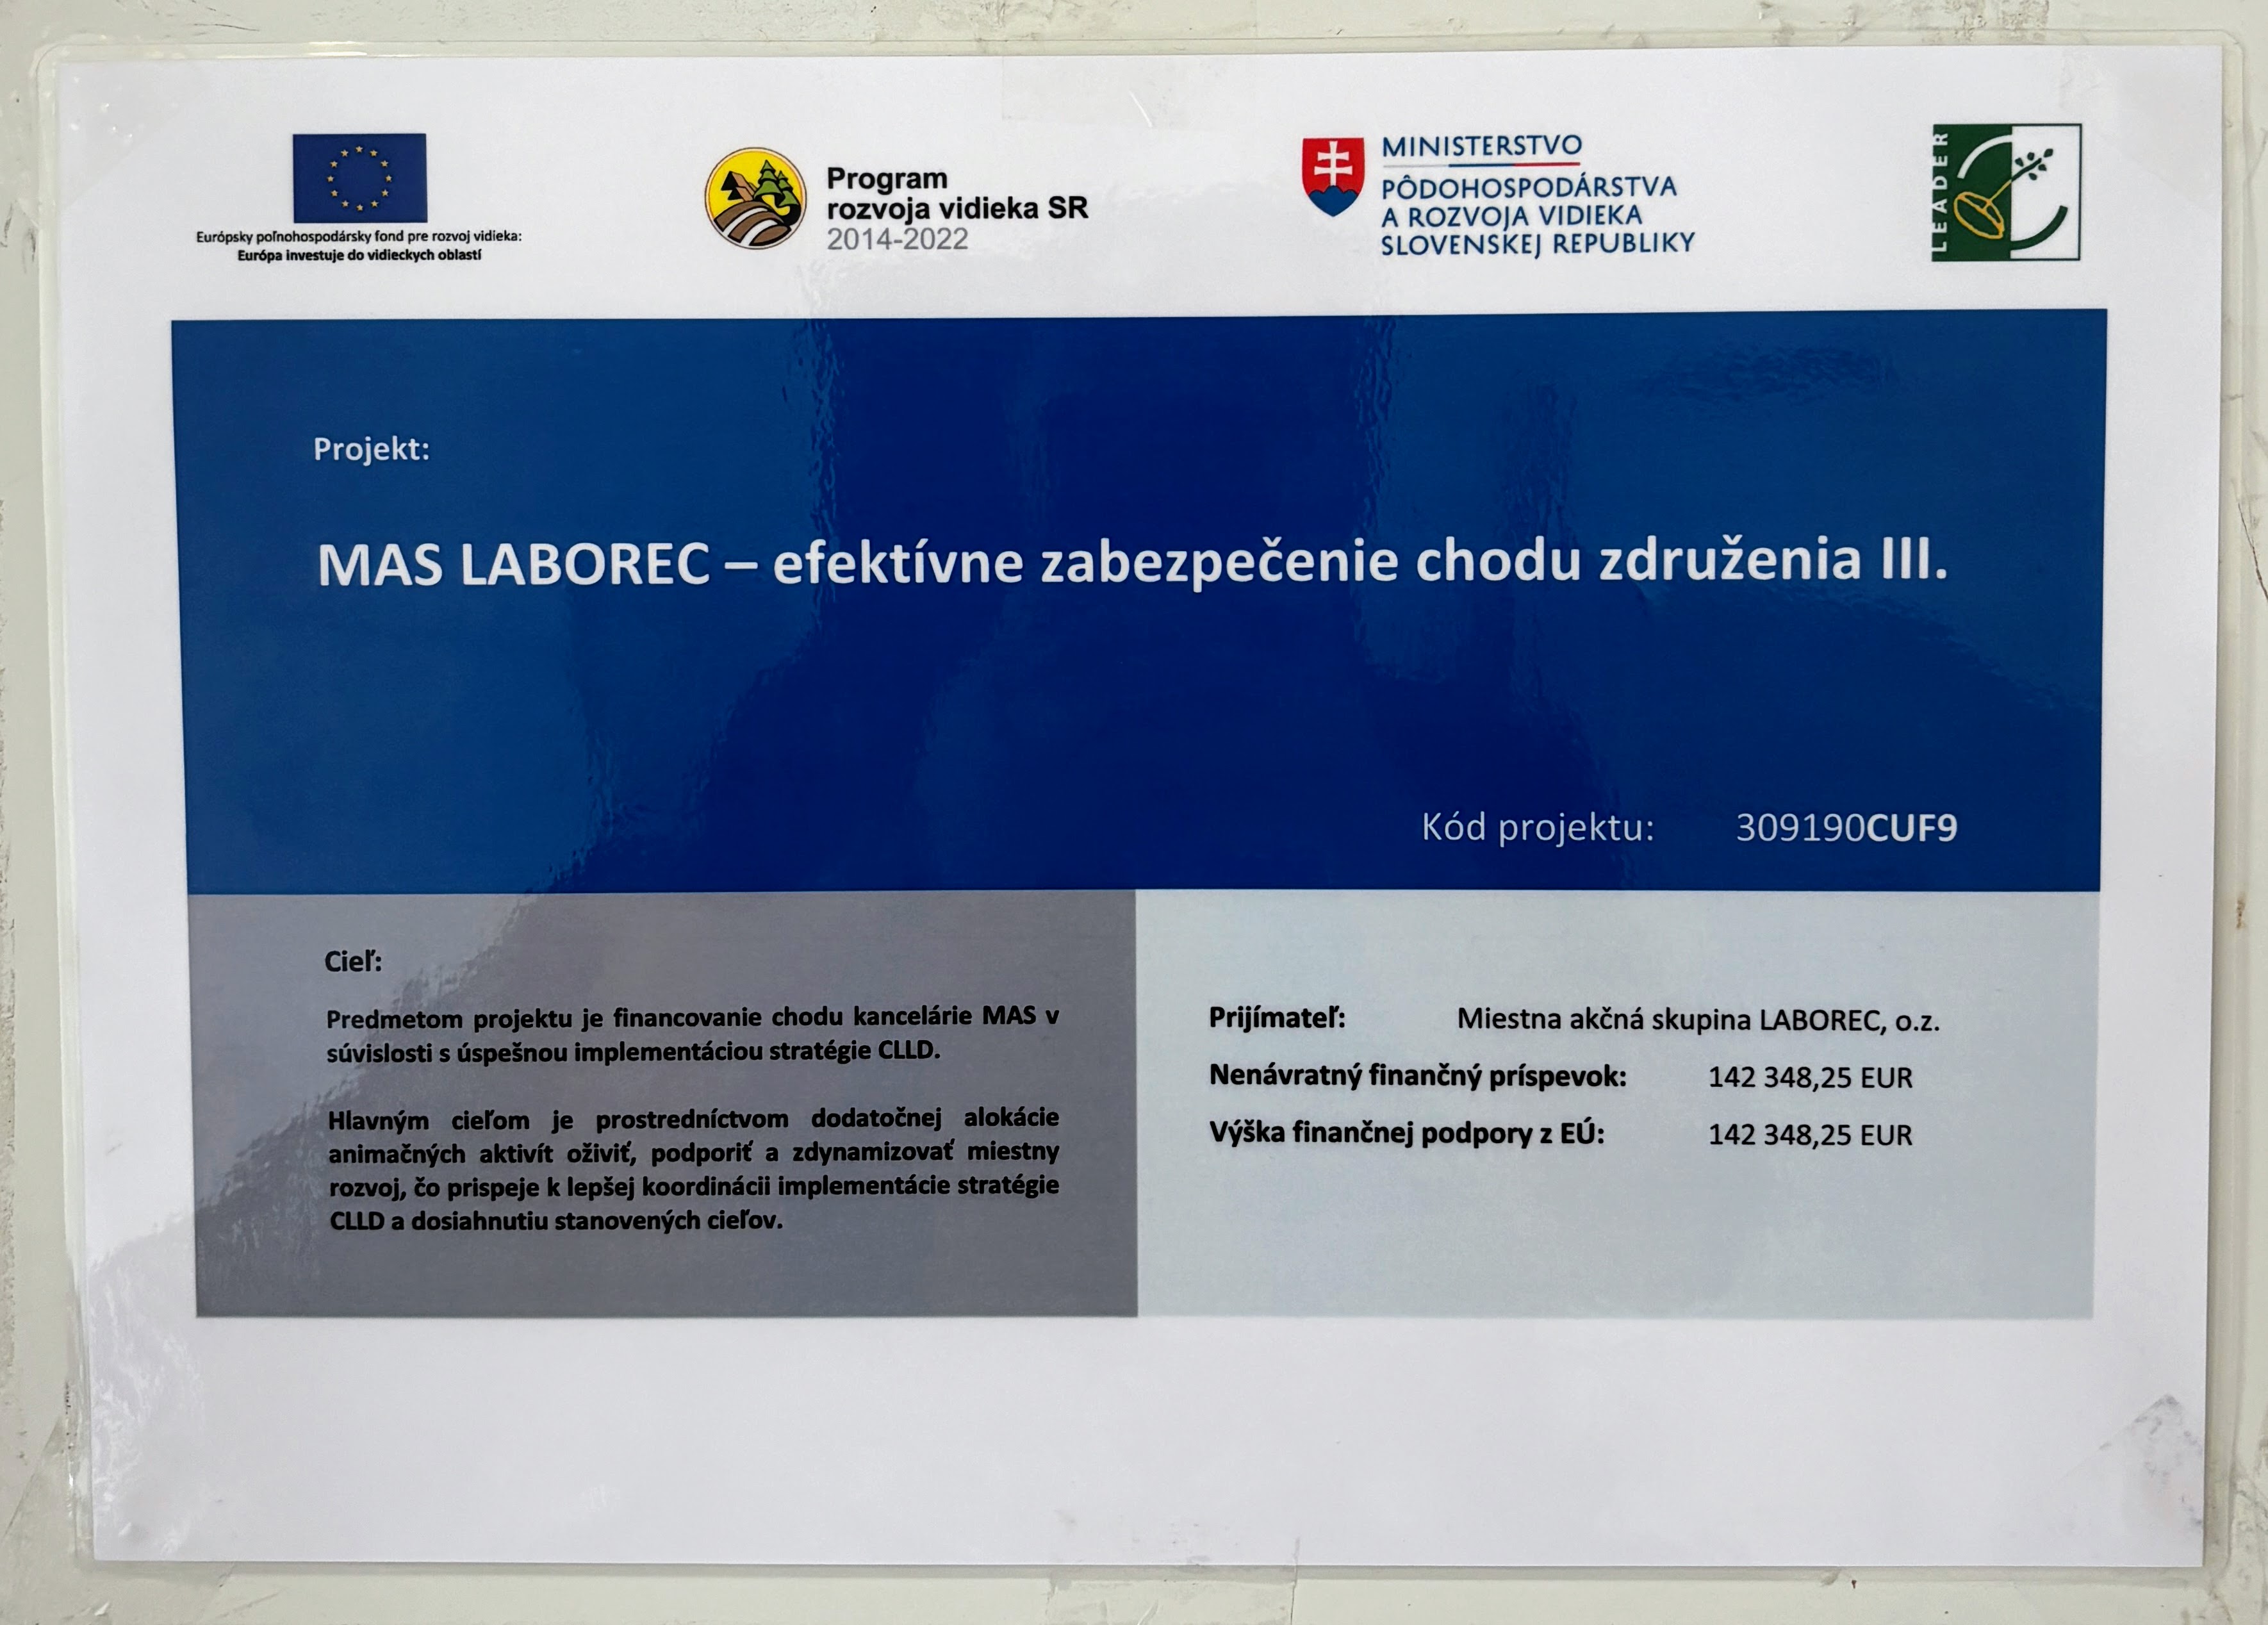 Európsky poľnohospodársky fond pre rozvoj vidieka:
Európa investuje do vidieckych oblastí
Program
rozvoja vidieka SR
2014-2022
MINISTERSTVO
PÔDOHOSPODÁRSTVA
A ROZVOJA VIDIEKA
SLOVENSKEJ REPUBLIKY
LEADER
Projekt:
MAS LABOREC – efektívne zabezpečenie chodu združenia III.
Kód projektu: 309190CUF9
Cieľ:
Predmetom projektu je financovanie chodu kancelárie MAS v
súvislosti s úspešnou implementáciou stratégie CLLD.
Hlavným cieľom je prostredníctvom dodatočnej alokácie
animačných aktivít oživiť, podporiť a zdynamizovať miestny
rozvoj, čo prispeje k lepšej koordinácii implementácie stratégie
CLLD a dosiahnutiu stanovených cieľov.
Prijímateľ: Miestna akčná skupina LABOREC, o.z.
Nenávratný finančný príspevok: 142 348,25 EUR
Výška finančnej podpory z EÚ: 142 348,25 EUR